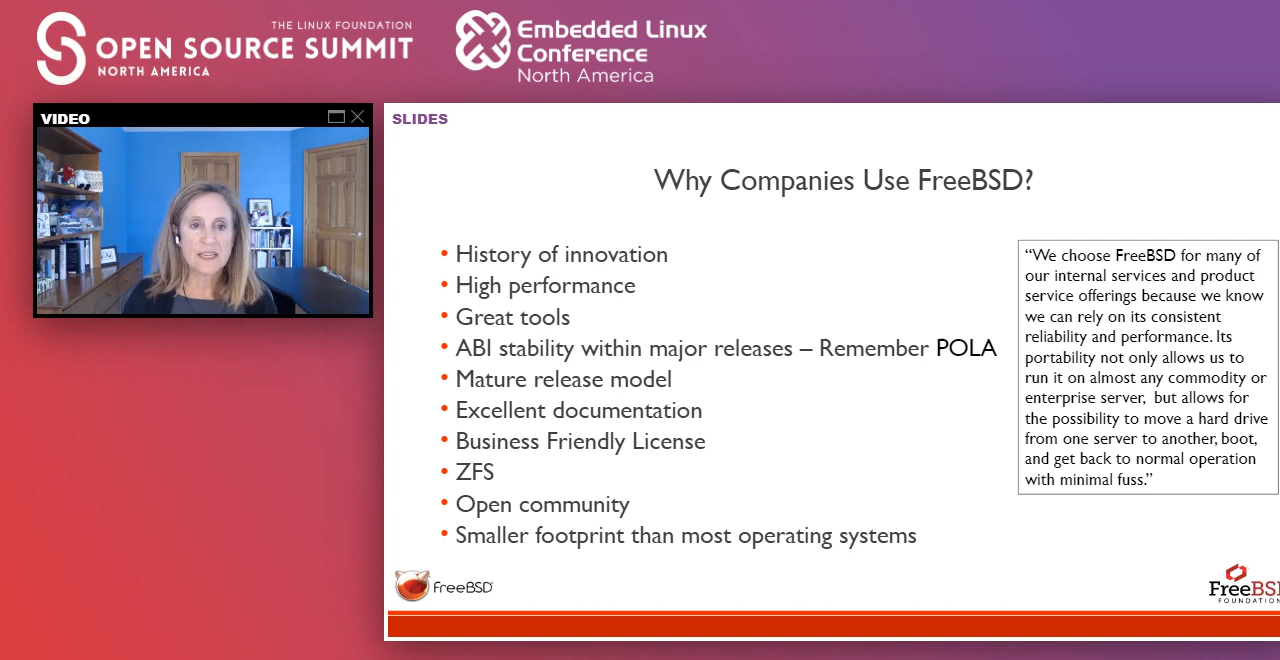 THE LINUX FOUNDATION
OPEN SOURCE SUMMIT
NORTH AMERICA
Embedded Linux
Conference
North America
VIDEO
SLIDES
Why Companies Use FreeBSD?
• History of innovation
• High performance
• Great tools
• ABI stability within major releases – Remember POLA
• Mature release model
• Excellent documentation
• Business Friendly License
• ZFS
• Open community
• Smaller footprint than most operating systems
“We choose FreeBSD for many of
our internal services and product
service offerings because we know
we can rely on its consistent
reliability and performance. Its
portability not only allows us to
run it on almost any commodity or
enterprise server, but allows for
the possibility to move a hard drive
from one server to another, boot,
and get back to normal operation
with minimal fuss.”
FreeBSD
FreeBS
FOUNDATION